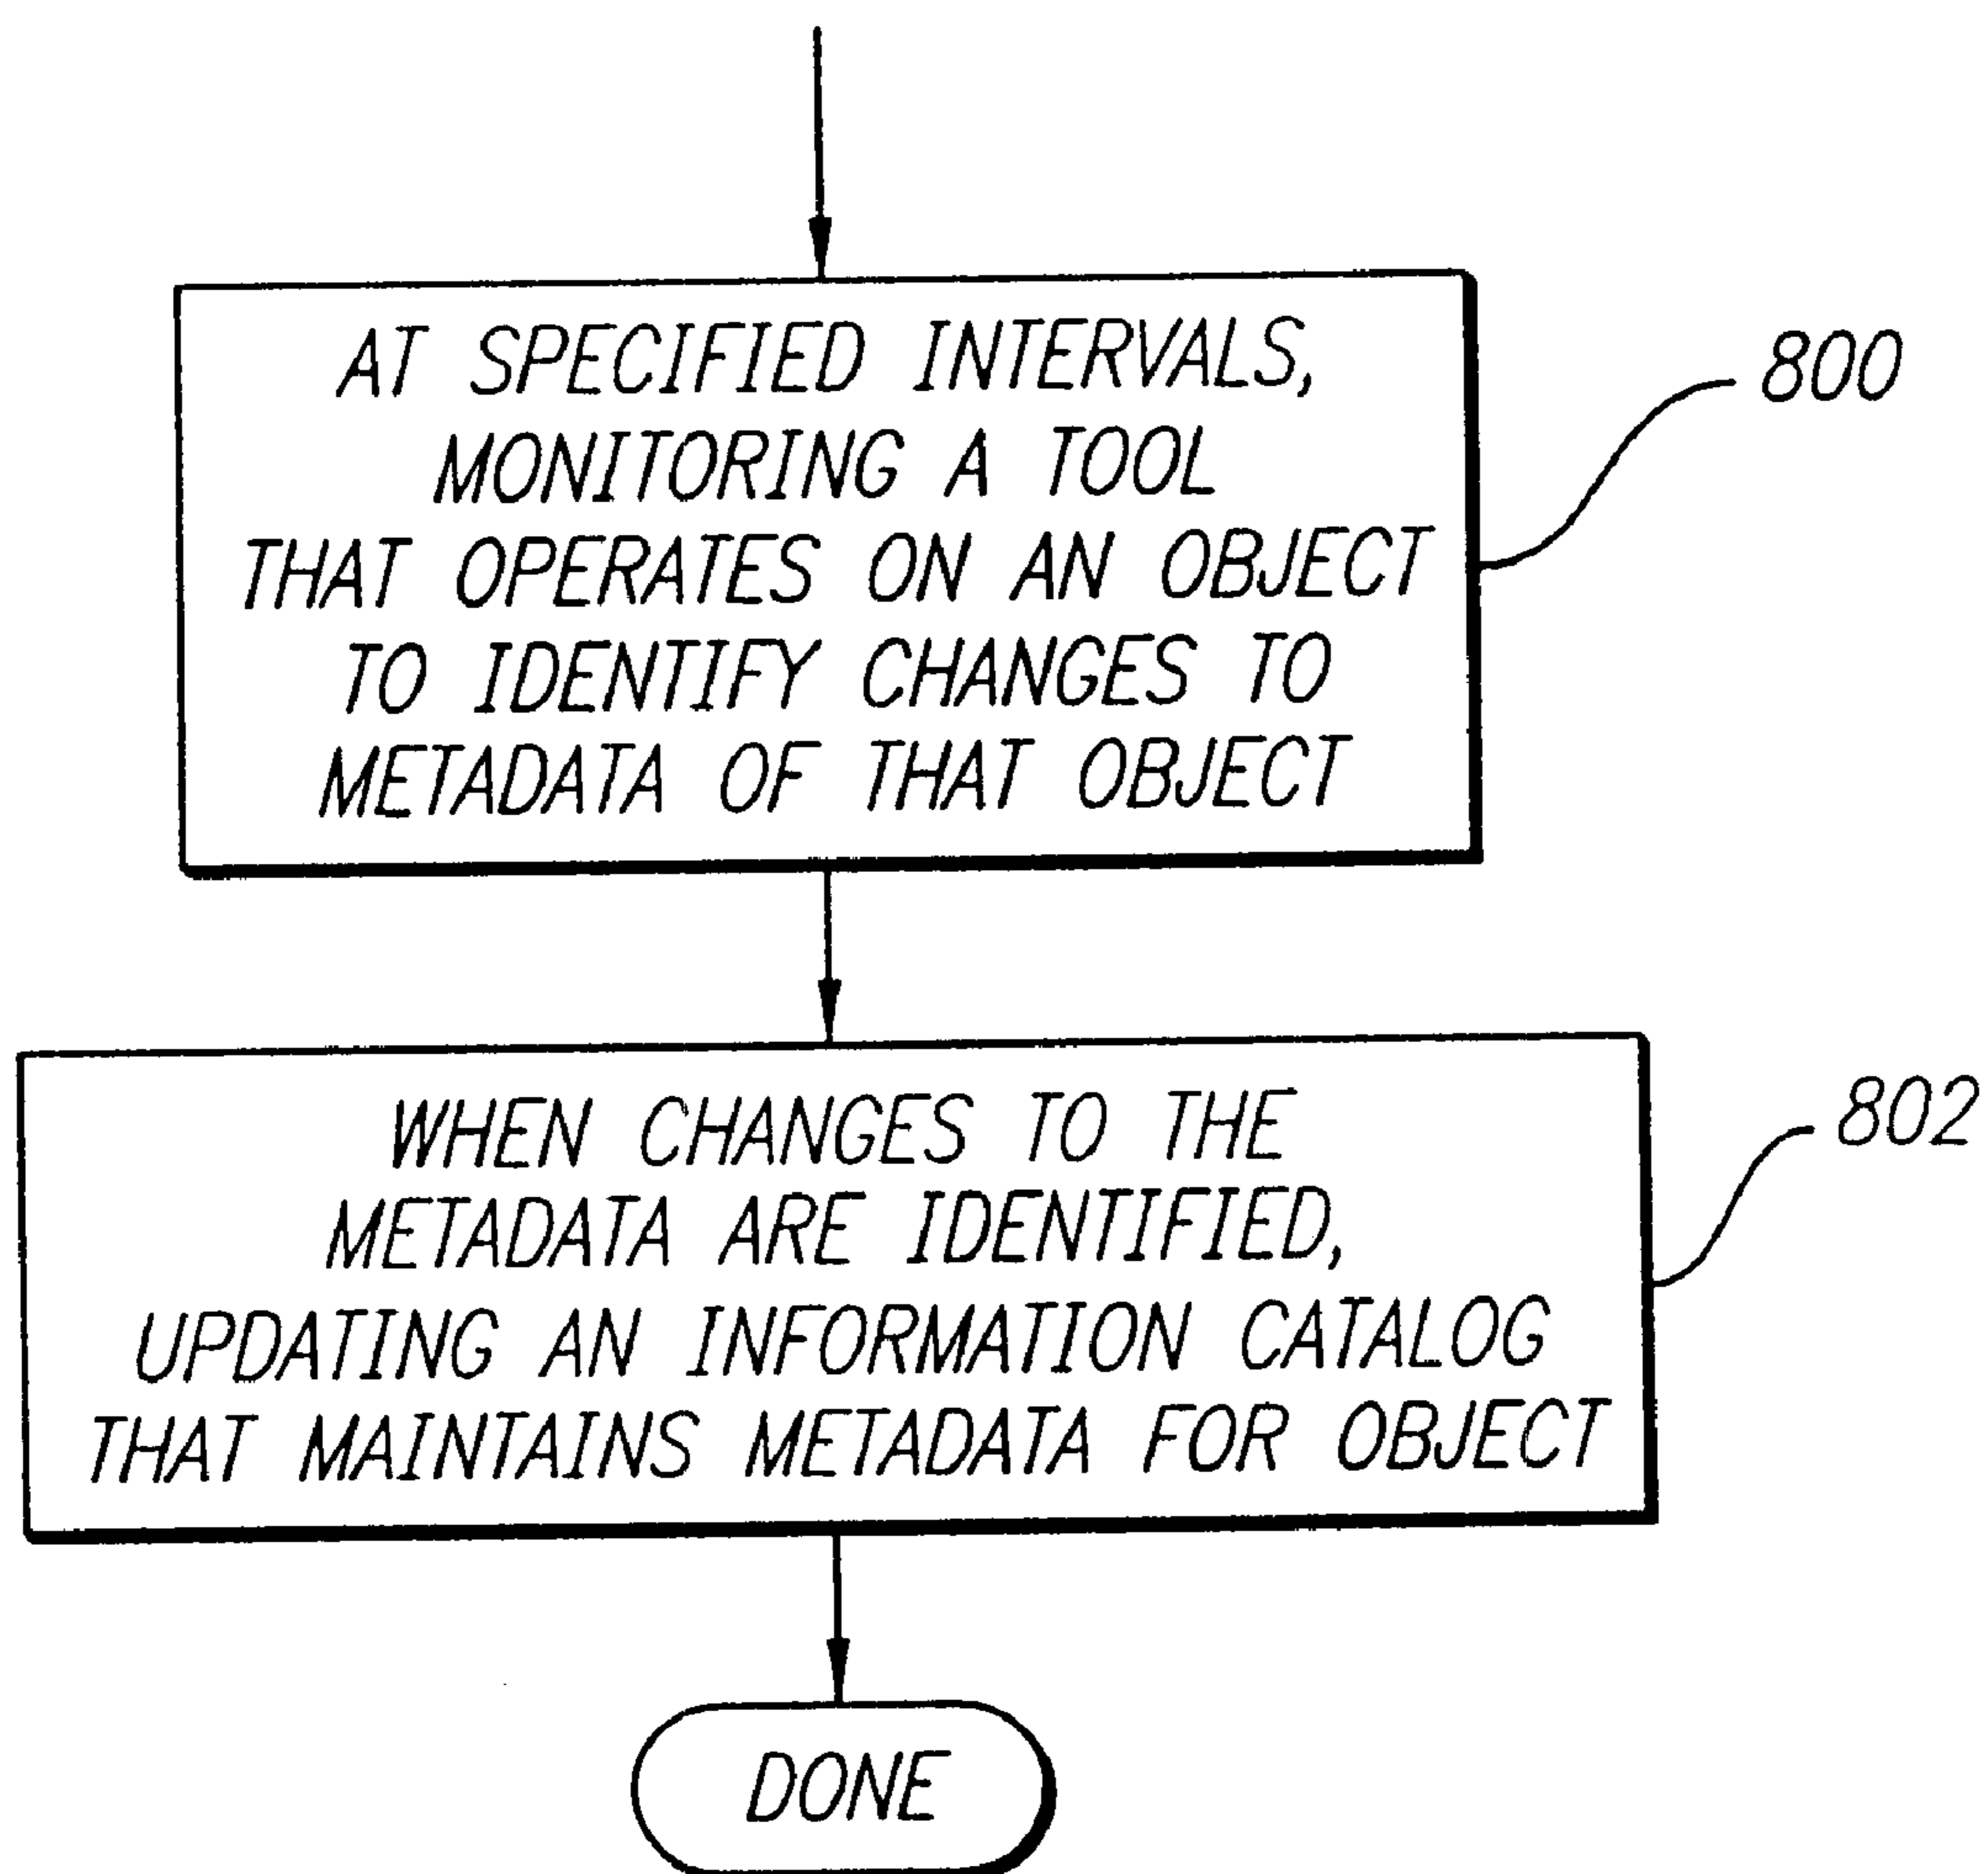 AT SPECIFIED INTERVALS,
MONITORING A TOOL
THAT OPERATES ON AN OBJECT
TO IDENTIFY CHANGES TO
METADATA OF THAT OBJECT
800
WHEN CHANGES TO THE
METADATA ARE IDENTIFIED,
UPDATING AN INFORMATION CATALOG
THAT MAINTAINS METADATA FOR OBJECT
802
DONE